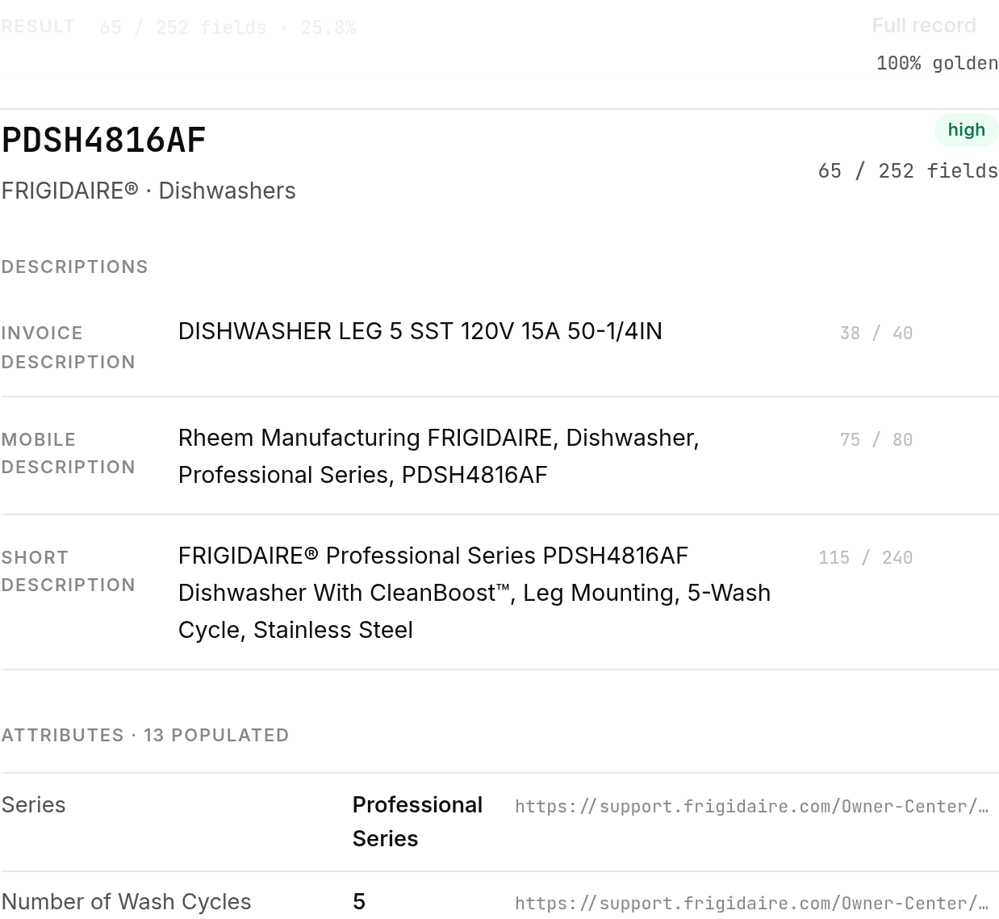 RESULT 65 / 252 fields · 25.8% Full record
100% golden
PDSH4816AF high
65 / 252 fields
FRIGIDAIRE® · Dishwashers
DESCRIPTIONS
INVOICE DESCRIPTION DISHWASHER LEG 5 SST 120V 15A 50-1/4IN 38 / 40
MOBILE DESCRIPTION Rheem Manufacturing FRIGIDAIRE, Dishwasher, 75 / 80
Professional Series, PDSH4816AF
SHORT DESCRIPTION FRIGIDAIRE® Professional Series PDSH4816AF 115 / 240
Dishwasher With CleanBoost™, Leg Mounting, 5-Wash
Cycle, Stainless Steel
ATTRIBUTES · 13 POPULATED
Series Professional Series https://support.frigidaire.com/Owner-Center/…
Number of Wash Cycles 5 https://support.frigidaire.com/Owner-Center/…